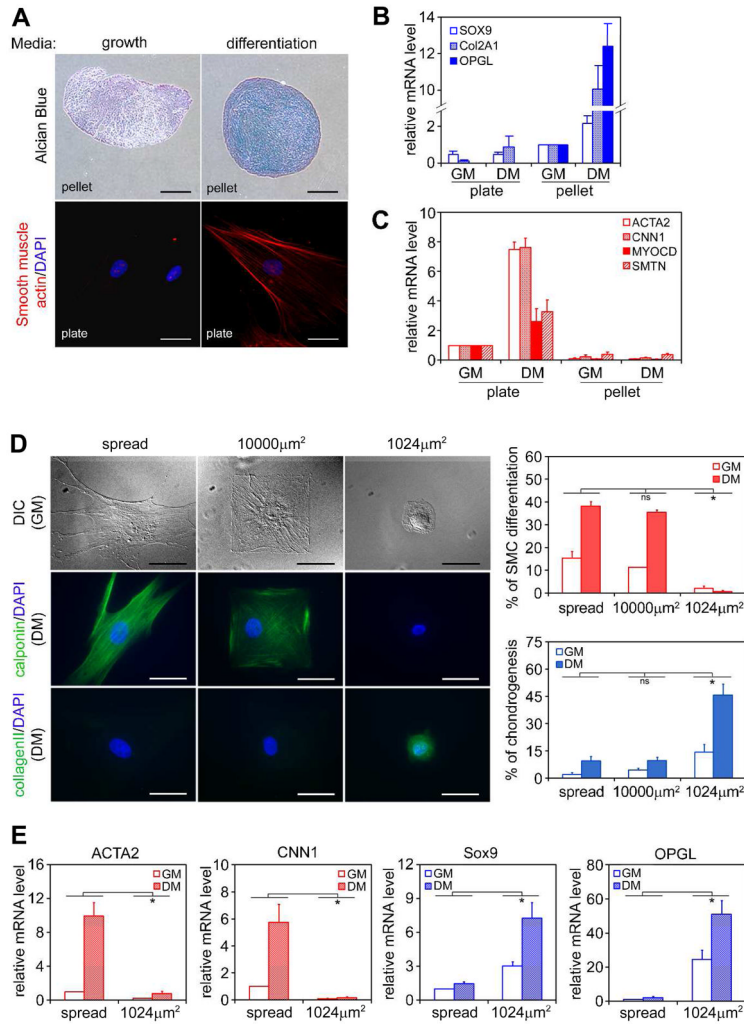 A
Media: growth differentiation
Alcian Blue
pellet
pellet
Smooth muscle
actin/DAPI
plate
plate
B
relative mRNA level
SOX9
Col2A1
OPGL
14
12
10
2
0
GM DM GM DM
plate pellet
C
relative mRNA level
ACTA2
CNN1
MYOCD
SMTN
10
8
6
4
2
0
GM DM GM DM
plate pellet
D
spread 10000μm² 1024μm²
DIC
(GM)
calponin/DAPI
(DM)
collagenII/DAPI
(DM)
% of SMC differentiation
60
50
40
30
20
10
0
GM
DM
ns *
spread 10000μm² 1024μm²
% of chondrogenesis
75
60
45
30
15
0
GM
DM
ns *
spread 10000μm² 1024μm²
E
ACTA2
relative mRNA level
16
12
8
4
0
GM
DM
*
spread 1024μm²
CNN1
relative mRNA level
10
8
6
4
2
0
GM
DM
*
spread 1024μm²
Sox9
relative mRNA level
12
9
6
3
0
GM
DM
*
spread 1024μm²
OPGL
relative mRNA level
80
60
40
20
0
GM
DM
*
spread 1024μm²